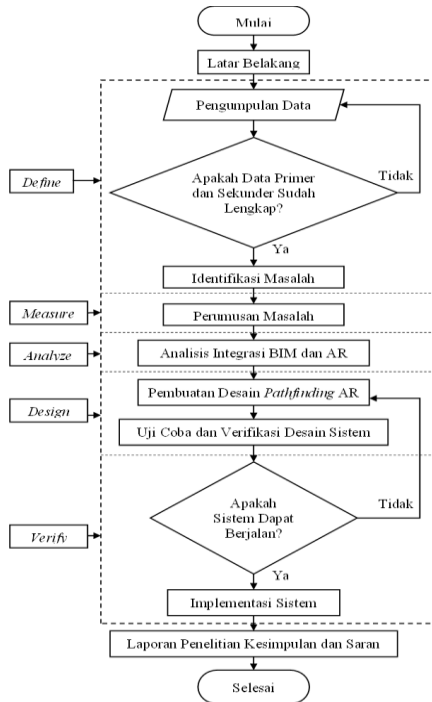 Mulai
Latar Belakang
Pengumpulan Data
Define
Apakah Data Primer
dan Sekunder Sudah
Lengkap?
Tidak
Ya
Identifikasi Masalah
Measure
Perumusan Masalah
Analyze
Analisis Integrasi BIM dan AR
Design
Pembuatan Desain Pathfinding AR
Uji Coba dan Verifikasi Desain Sistem
Verify
Apakah
Sistem Dapat
Berjalan?
Tidak
Ya
Implementasi Sistem
Laporan Penelitian Kesimpulan dan Saran
Selesai